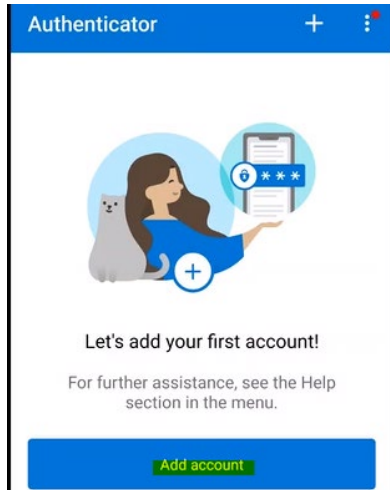 Authenticator
***
Let's add your first account!
For further assistance, see the Help
section in the menu.
Add account